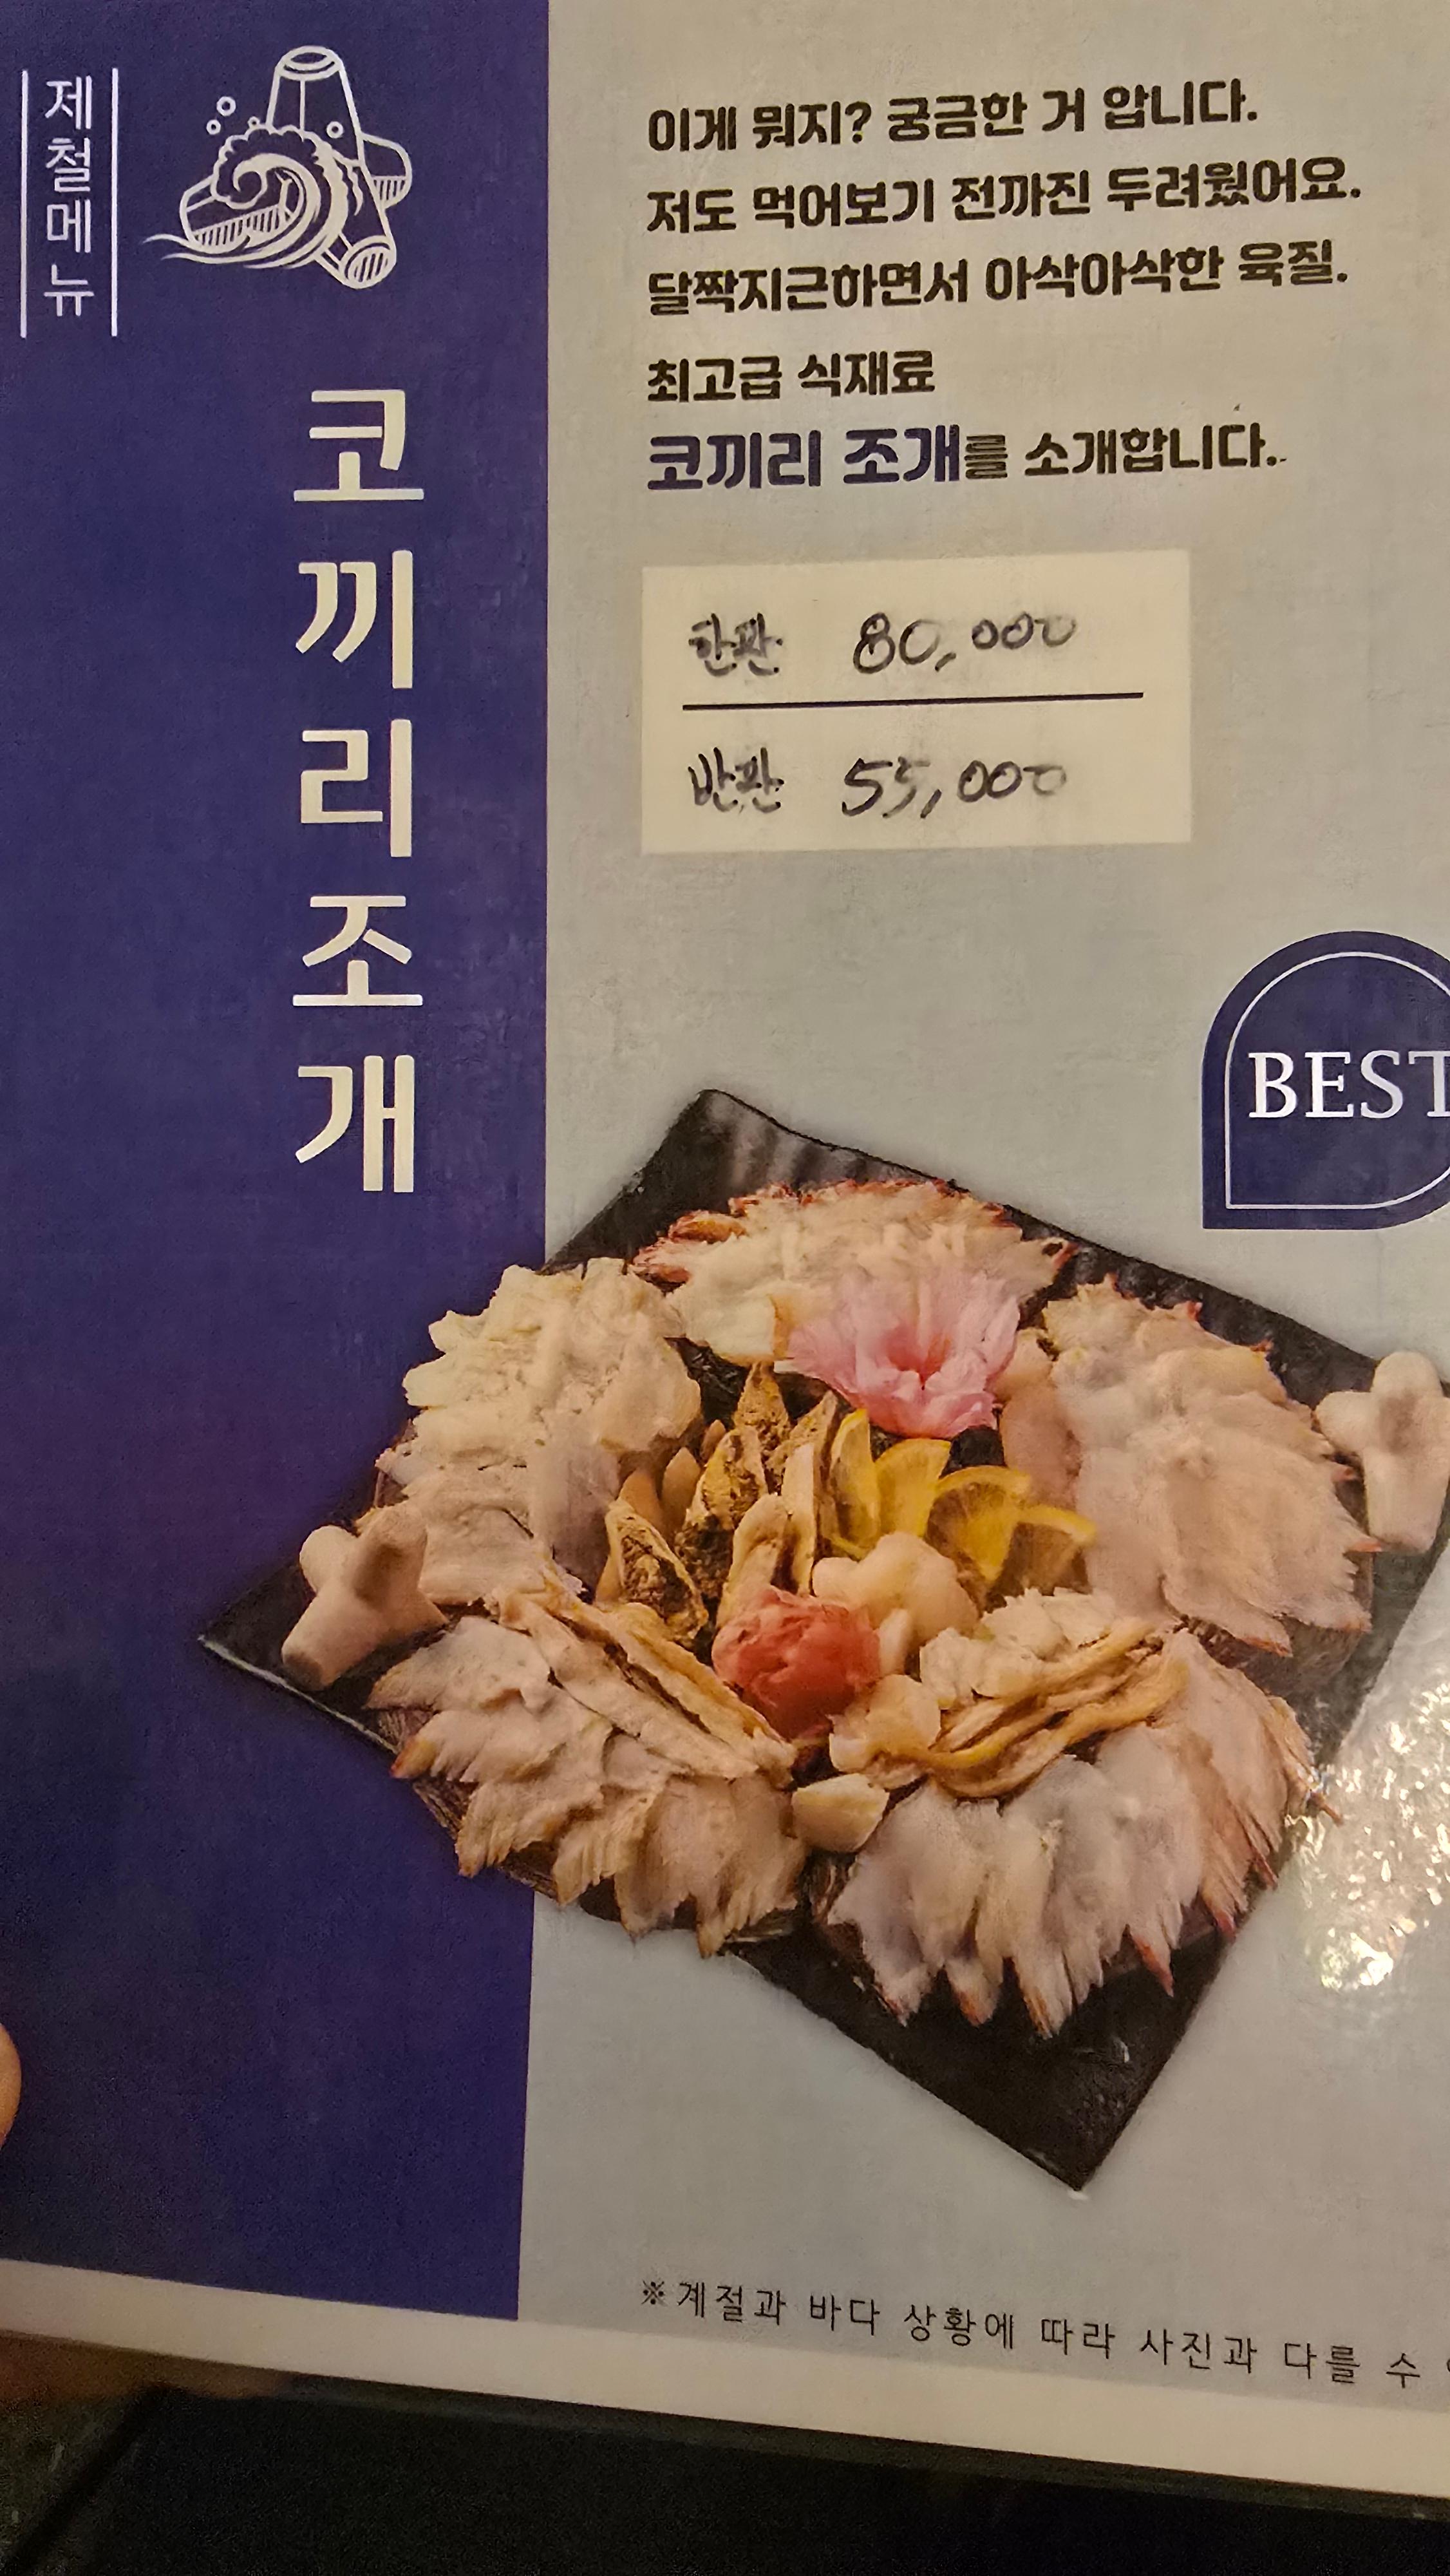 제철메뉴
코끼리조개
이게 뭐지? 궁금한 거 압니다.
저도 먹어보기 전까진 두려웠어요.
달짝지근하면서 아삭아삭한 육질.
최고급 식재료
코끼리 조개를 소개합니다.
한판 80,000
반판 55,000
BEST
※계절과 바다 상황에 따라 사진과 다를 수